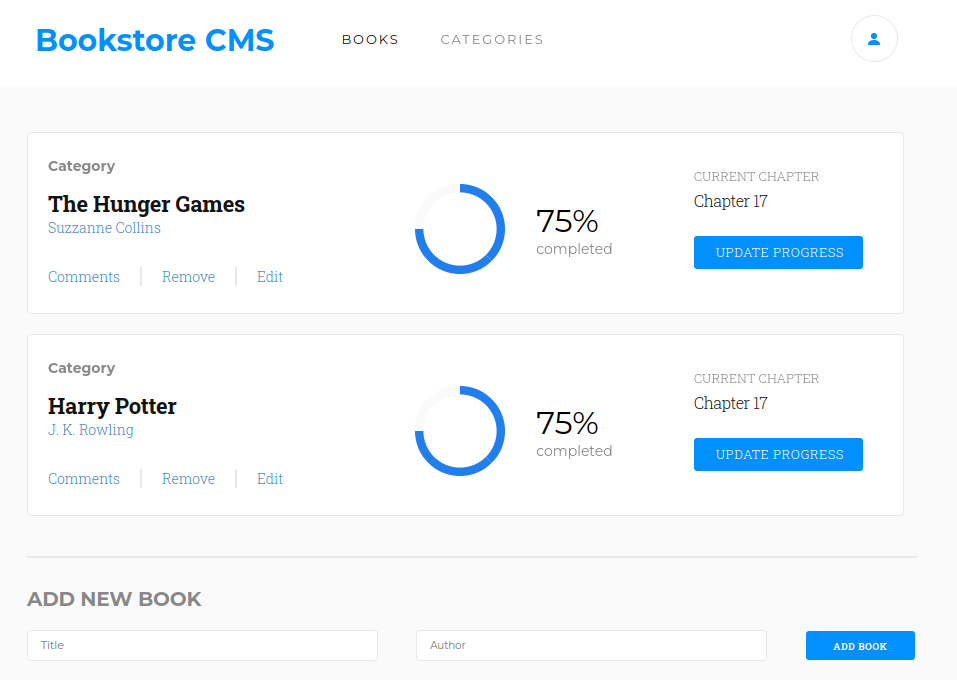 Bookstore CMS
BOOKS
CATEGORIES
Category
The Hunger Games
Suzzanne Collins
Comments
Remove
Edit
75%
completed
CURRENT CHAPTER
Chapter 17
UPDATE PROGRESS
Category
Harry Potter
J. K. Rowling
Comments
Remove
Edit
75%
completed
CURRENT CHAPTER
Chapter 17
UPDATE PROGRESS
ADD NEW BOOK
Title
Author
ADD BOOK